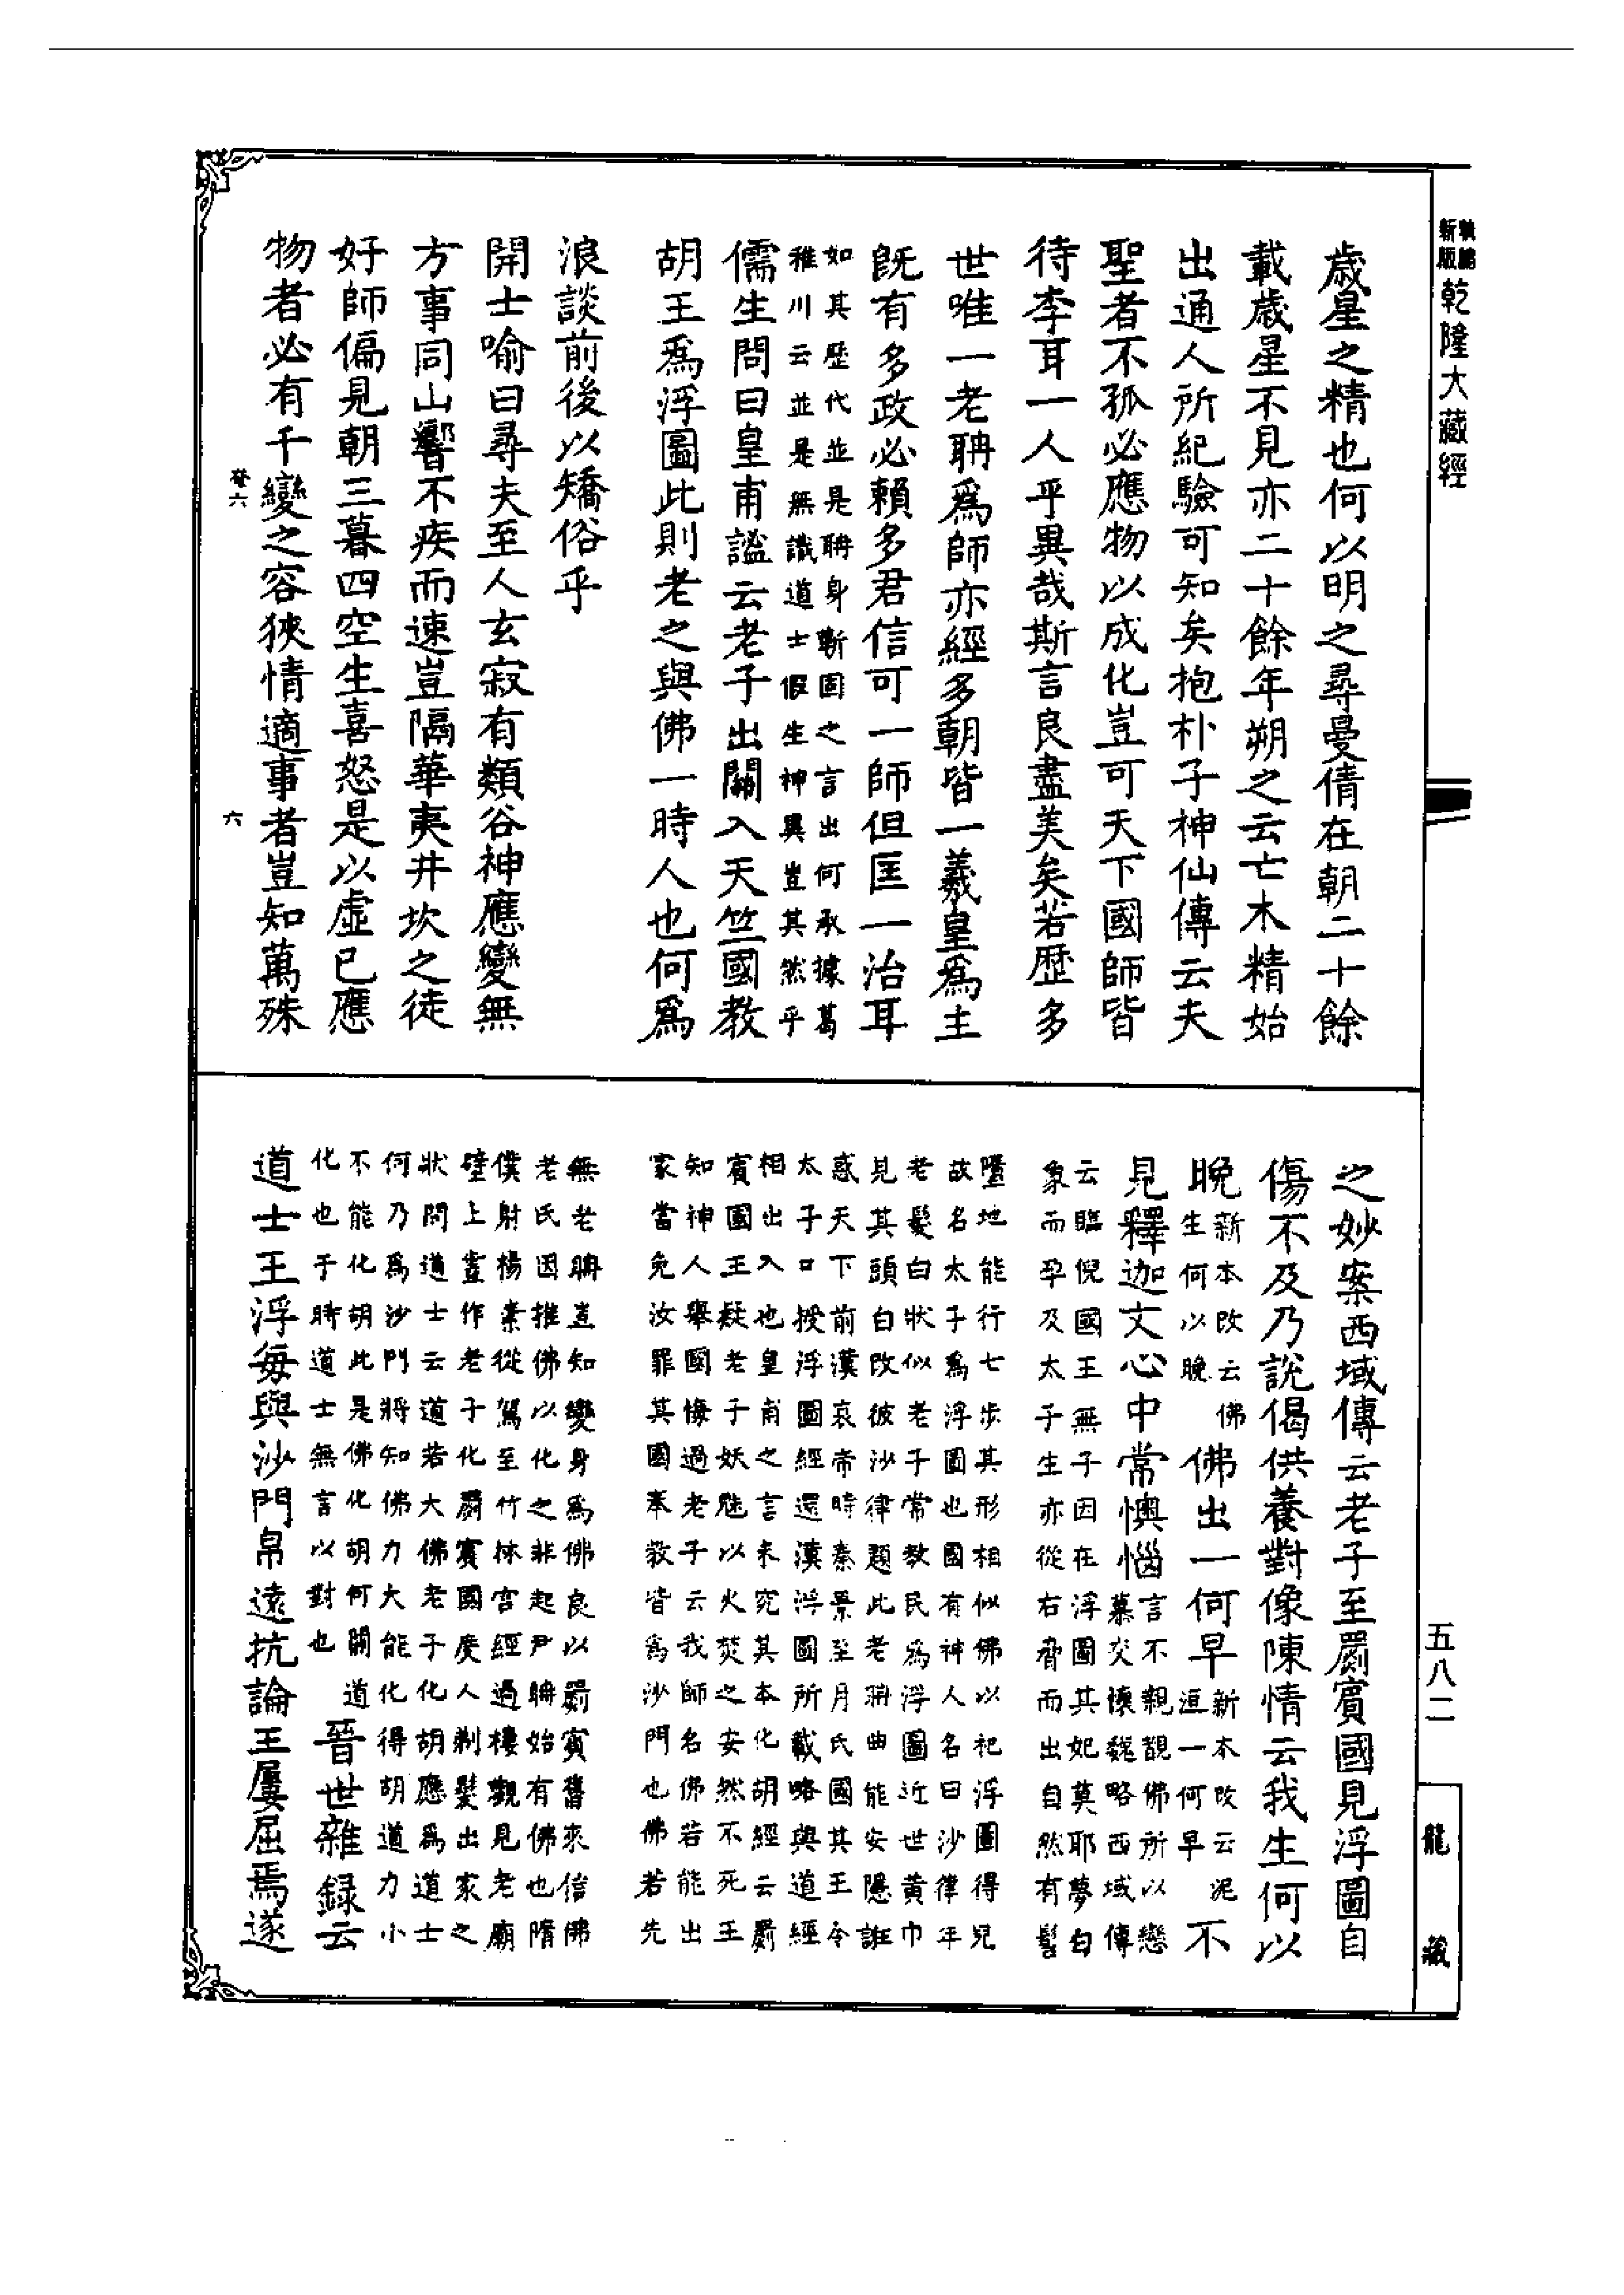 新版
乾隆大藏經
歲星之精也何以明之尋曼倩在朝二十餘
載歲星不見亦二十餘年朔之云亡木精始
出通人所紀驗可知矣抱朴子神仙傳云夫
聖者不孤必應物以成化豈可天下國師皆
待李耳一人乎異哉斯言良盡美矣若歷多
世唯一老聃爲師亦經多朝皆一羲皇爲主
旣有多政必賴多君信可一師但匡一治耳
如其歷代並是聃身斬固之言出何承據葛
稚川云並是無識道士假生神異豈其然乎
儒生問曰皇甫謐云老子出關入天竺國教
胡王爲浮圖此則老之與佛一時人也何爲
浪談前後以矯俗乎
開士喻曰尋夫至人玄寂有類谷神應變無
方事同山響不疾而速豈隔華夷井坎之徒
好師偏見朝三暮四空生喜怒是以虛已應
物者必有千變之容狹情適事者豈知萬殊
卷六
六
之妙案西域傳云老子至罽賓國見浮圖自
傷不及乃說偈供養對像陳情云我生何以
晚新本改云佛生何以晚佛出一何早新本改云泥洹一何早不
見釋迦文心中常懊惱言不親覩佛所以戀慕交懷魏略西域傳
云臨倪國王無子因在浮圖其妃莫耶夢白
象而孕及太子生亦從右脅而出自然有髻
墮地能行七步其形相似佛以祀浮圖得兒
故名太子爲浮圖也國有神人名曰沙律年
老髮白狀似老子常教民爲浮圖近世黃巾
見其頭白改彼沙律題此老聃曲能安隱誑
惑天下前漢哀帝時秦景至月氏國其王令
太子口授浮圖經還漢浮圖所載略與道經
相出入也皇甫之言未究其本化胡經云罽
賓國王疑老子妖魅以火焚之安然不死王
知神人舉國悔過老子云我師名佛若能出
家當免汝罪其國奉教皆爲沙門也佛若先
無老聃豈知變身爲佛良以罽賓舊來信佛
老氏因推佛以化之非起尹聃始有佛也隋
僕射楊素從駕至竹林宮經過樓觀見老廟
壁上畫作老子化罽賓國度人剃髮出家之
狀問道士云道若大佛老子化胡應爲道士
何乃爲沙門將知佛力大能化得胡道力小
不能化胡此是佛化胡何關道化也于時道士無言以對也晉世雜録云
道士王浮每與沙門帛遠抗論王屢屈焉遂
五八二
龍藏